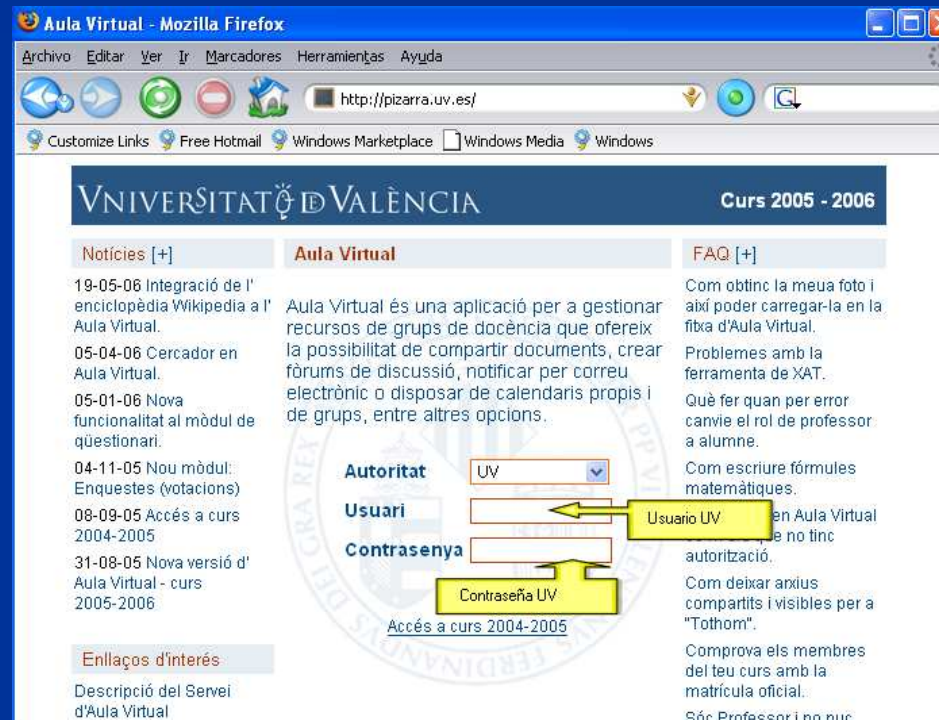 Aula Virtual - Mozilla Firefox
Archivo Editar Ver Ir Marcadores Herramientas Ayuda
http://pizarra.uv.es/
G
Customize Links Free Hotmail Windows Marketplace Windows Media Windows
VNIVERSITAT DE VALÈNCIA
Curs 2005 - 2006
Notícies [+]
19-05-06 Integració de l'
enciclopèdia Wikipedia a l'
Aula Virtual.
05-04-06 Cercador en
Aula Virtual.
05-01-06 Nova
funcionalitat al mòdul de
qüestionari.
04-11-05 Nou mòdul:
Enquestes (votacions)
08-09-05 Accés a curs
2004-2005
31-08-05 Nova versió d'
Aula Virtual - curs
2005-2006
Enllaços d'interés
Descripció del Servei
d'Aula Virtual
Aula Virtual
Aula Virtual és una aplicació per a gestionar
recursos de grups de docència que ofereix
la possibilitat de compartir documents, crear
fòrums de discussió, notificar per correu
electrònic o disposar de calendaris propis i
de grups, entre altres opcions.
Autoritat UV
Usuari
Usuario UV
Contrasenya
Contraseña UV
Accés a curs 2004-2005
FAQ [+]
Com obtinc la meua foto i
així poder carregar-la en la
fitxa d'Aula Virtual.
Problemes amb la
ferramenta de XAT.
Què fer quan per error
canvie el rol de professor
a alumne.
Com escriure fórmules
matemàtiques.
en Aula Virtual
no tinc
autorització.
Com deixar arxius
compartits i visibles per a
"Tothom".
Comprova els membres
del teu curs amb la
matrícula oficial.
Sóc Professor i no puc